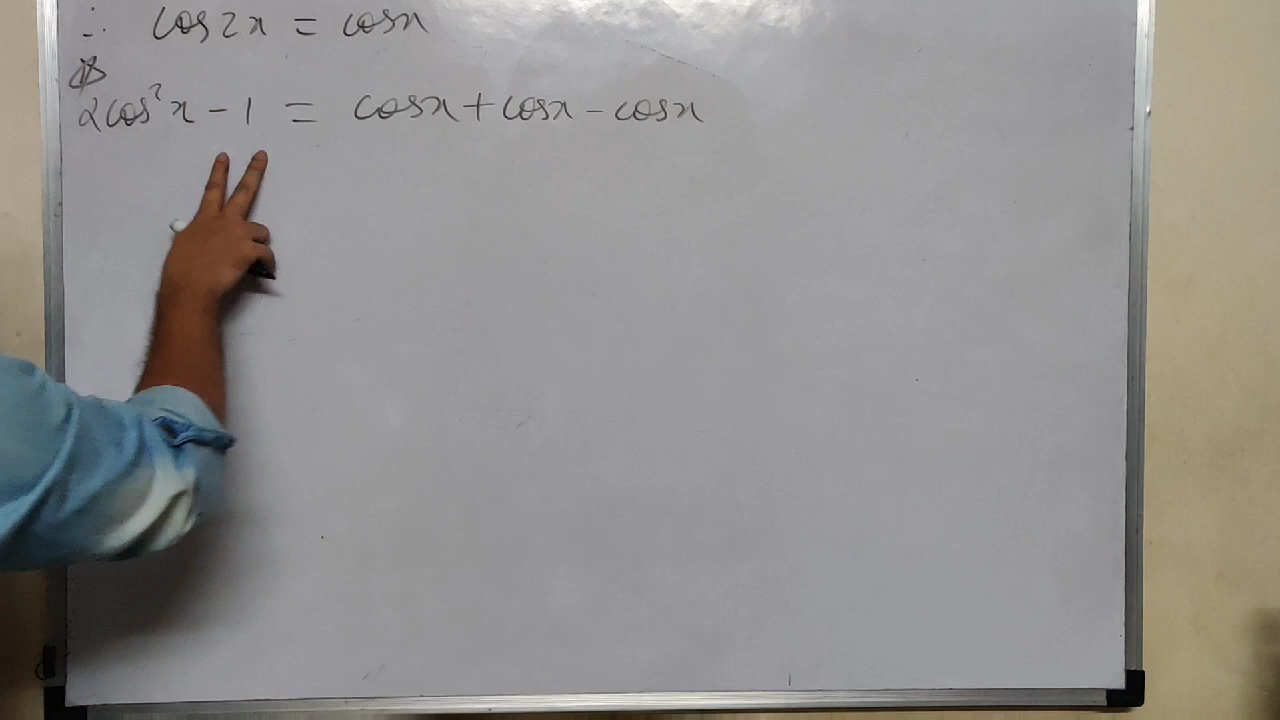 ∴ cos2x = cosx
2cos²x - 1 = cosx + cosx - cosx